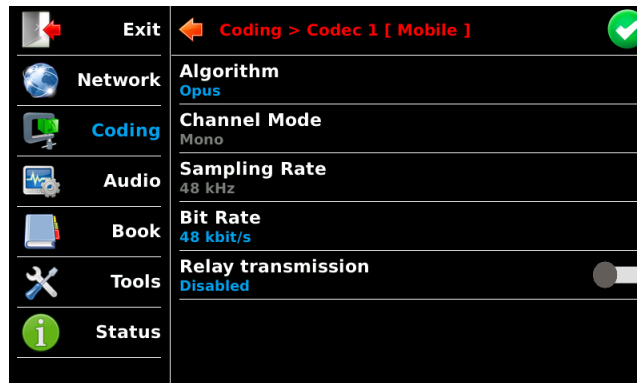 Exit
Network
Coding
Audio
Book
Tools
Status
Coding > Codec 1 [ Mobile ]
Algorithm
Opus
Channel Mode
Mono
Sampling Rate
48 kHz
Bit Rate
48 kbit/s
Relay transmission
Disabled